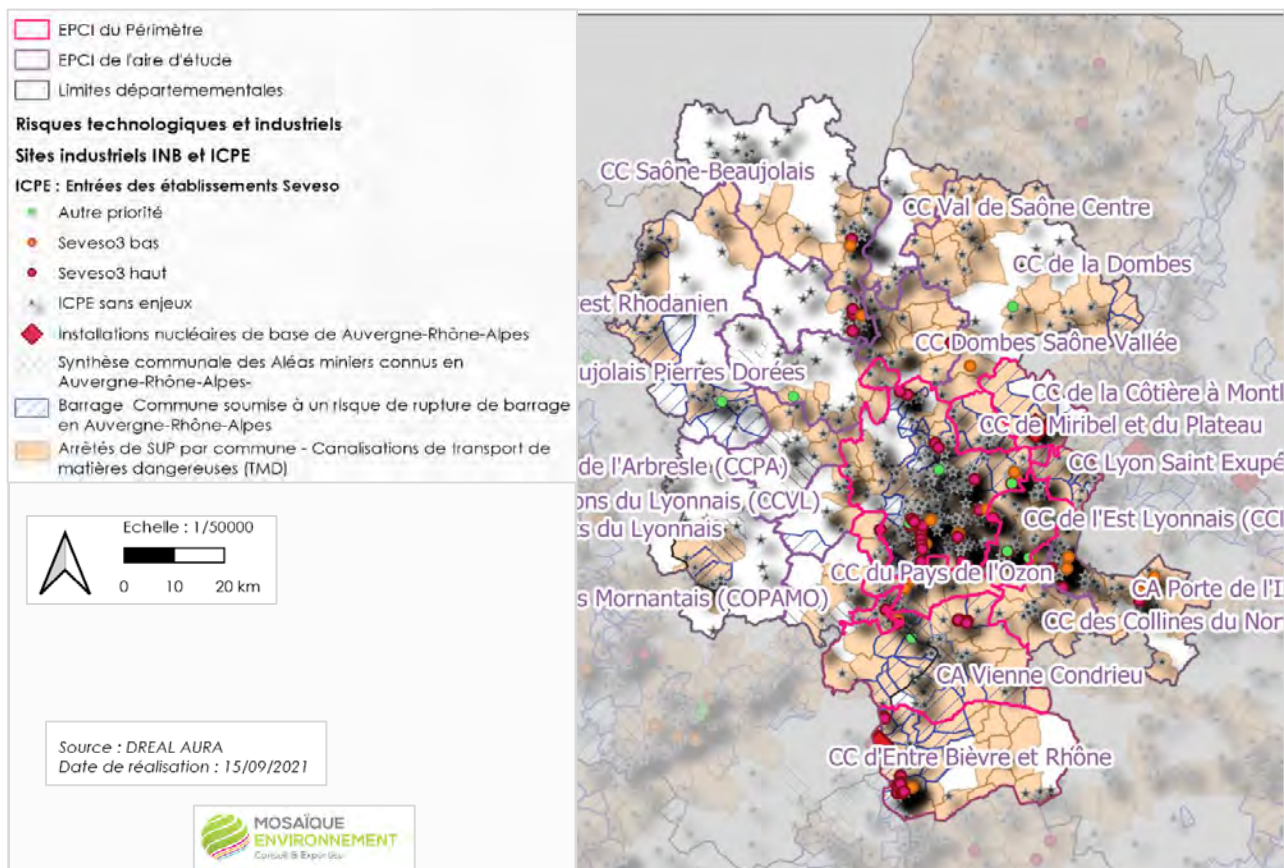 EPCI du Périmètre
EPCI de l'aire d'étude
Limites départementales
Risques technologiques et industriels
Sites industriels INB et ICPE
ICPE : Entrées des établissements Seveso
Autre priorité
Seveso3 bas
Seveso3 haut
ICPE sans enjeux
Installations nucléaires de base de Auvergne-Rhône-Alpes
Synthèse communale des Aléas miniers connus en
Auvergne-Rhône-Alpes-
Barrage Commune soumise à un risque de rupture de barrage
en Auvergne-Rhône-Alpes
Arrêtés de SUP par commune - Canalisations de transport de
matières dangereuses (TMD)
Echelle : 1/50000
0 10 20 km
Source : DREAL AURA
Date de réalisation : 15/09/2021
MOSAÏQUE
ENVIRONNEMENT
Conseil & Expertise
CC Saône-Beaujolais
CC Val de Saône Centre
CC de la Dombes
est Rhodanien
CC Dombes Saône Vallée
ujolais Pierres Dorées
CC de la Côtière à Montl
CC de Miribel et du Plateau
de l'Arbresle (CCPA)
CC Lyon Saint Exupé
ons du Lyonnais (CCVL)
CC de l'Est Lyonnais (CCE
ts du Lyonnais
CC du Pays de l'Ozon
CA Porte de l'I
s Mornantais (COPAMO)
CC des Collines du Nor
CA Vienne Condrieu
CC d'Entre Bièvre et Rhône